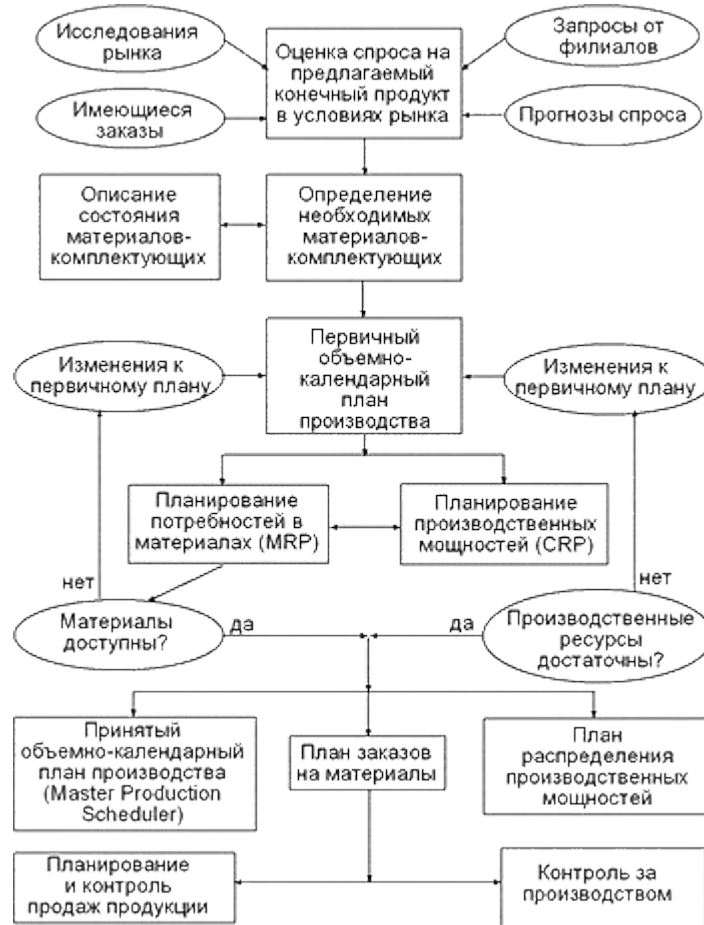 Исследования
рынка
Оценка спроса на
предлагаемый
конечный продукт
в условиях рынка
Запросы от
филиалов
Имеющиеся
заказы
Прогнозы спроса
Описание
состояния
материалов-
комплектующих
Определение
необходимых
материалов-
комплектующих
Изменения к
первичному плану
Первичный
объемно-
календарный
план
производства
Изменения к
первичному плану
Планирование
потребностей в
материалах (MRP)
Планирование
производственных
мощностей (CRP)
нет
нет
Материалы
доступны?
да
да
Производственные
ресурсы
достаточны?
Принятый
объемно-календарный
план производства
(Master Production
Scheduler)
План заказов
на материалы
План
распределения
производственных
мощностей
Планирование
и контроль
продаж продукции
Контроль за
производством